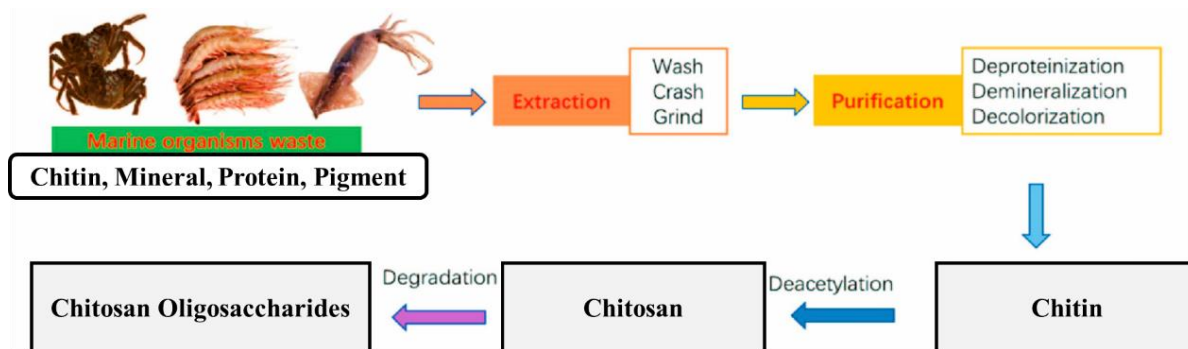 Marine organisms waste
Chitin, Mineral, Protein, Pigment
Extraction
Wash
Crash
Grind
Purification
Deproteinization
Demineralization
Decolorization
Chitin
Deacetylation
Chitosan
Degradation
Chitosan Oligosaccharides